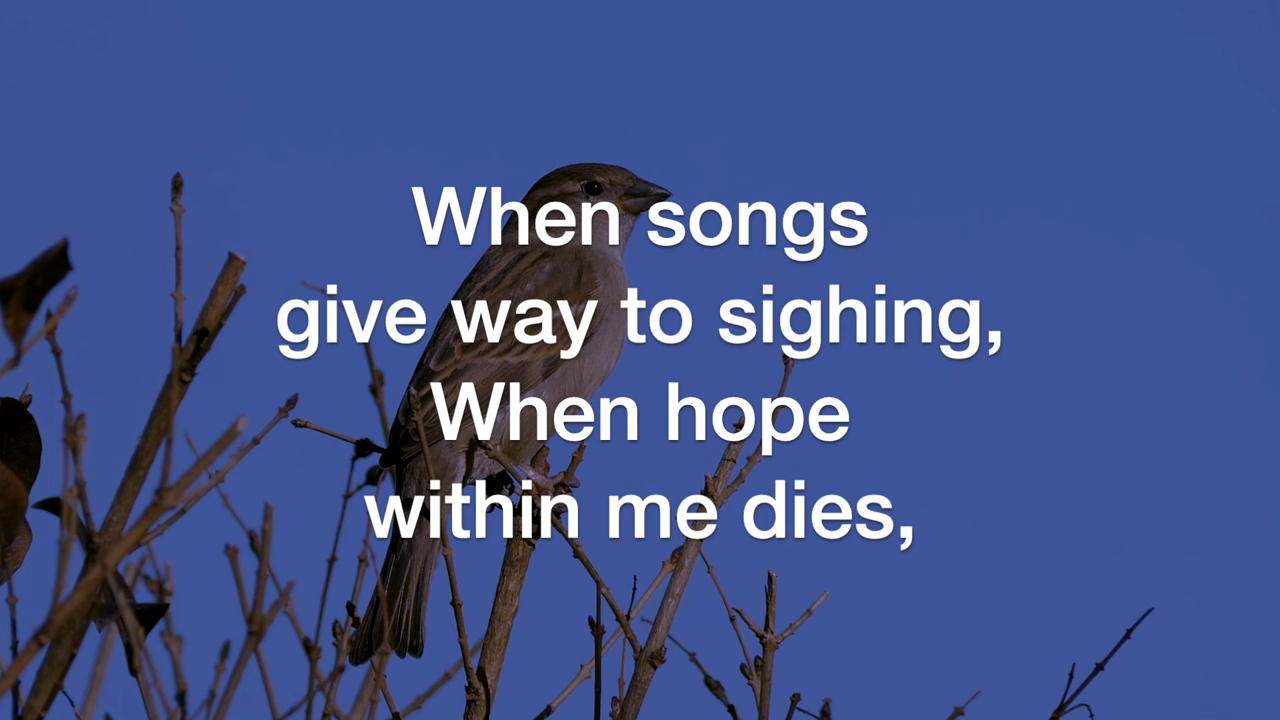 When songs
give way to sighing,
When hope
within me dies,